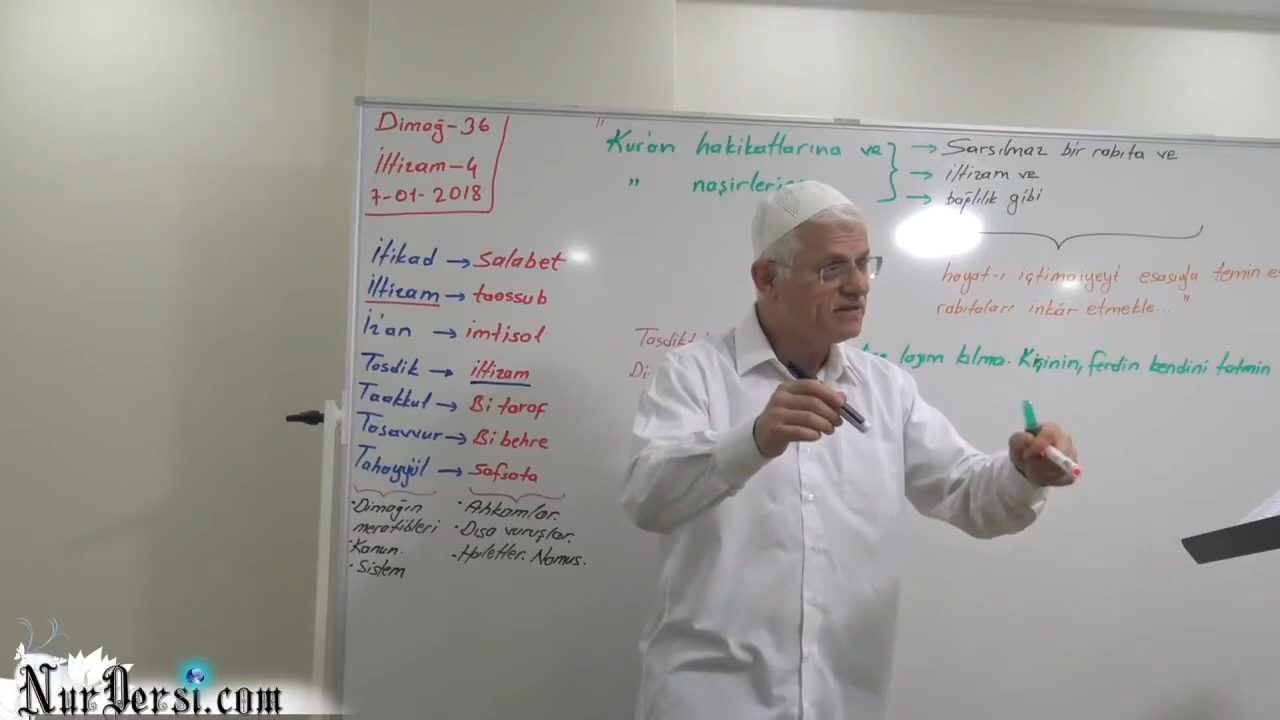 Dimağ-36
İltizam-4
7-01-2018
İtikad → Salabet
İltizam → taassub
İz'an → imtisal
Tasdik → iltizam
Taakkul → Bi taraf
Tasavvur → Bi behre
Tahayyül → Safsata
• Dimağın
meratibleri
• Kanun.
• Sistem
• Ahkamlar.
• Dışa vuruşlar.
- Haletler. Namus.
"Kur'an hakikatlarına ve
" naşirlerine
→ Sarsılmaz bir rabıta ve
→ iltizam ve
→ bağlılık gibi
hayat-ı içtimaiyeyi esasıyla temin
rabıtaları inkâr etmekle..."
Tasdik
lazım kılma. Kişinin, ferdin kendini tatmin
NurDersi.com